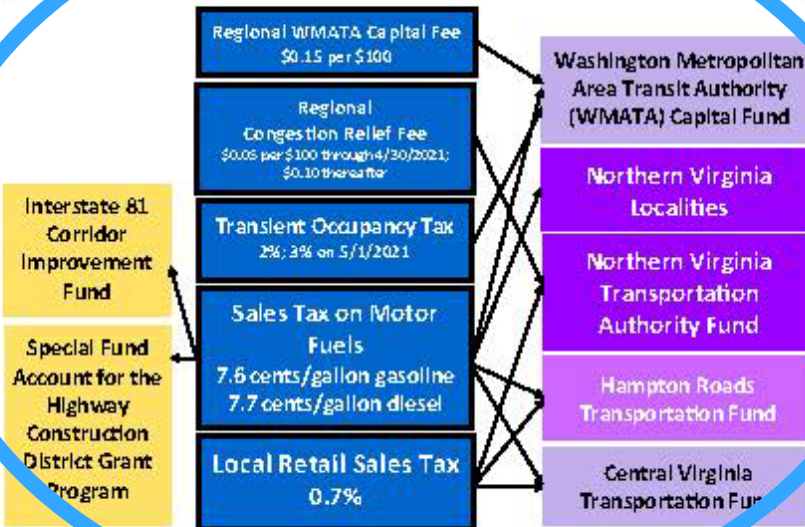 Regional WMATA Capital Fee
$0.15 per $100
Regional
Congestion Relief Fee
$0.05 per $100 through 4/30/2021;
$0.10 thereafter
Transient Occupancy Tax
2%; 3% on 5/1/2021
Sales Tax on Motor
Fuels
7.6 cents/gallon gasoline
7.7 cents/gallon diesel
Local Retail Sales Tax
0.7%
Interstate 81
Corridor
Improvement
Fund
Special Fund
Account for the
Highway
Construction
District Grant
Program
Washington Metropolitan
Area Transit Authority
(WMATA) Capital Fund
Northern Virginia
Localities
Northern Virginia
Transportation
Authority Fund
Hampton Roads
Transportation Fund
Central Virginia
Transportation Fun